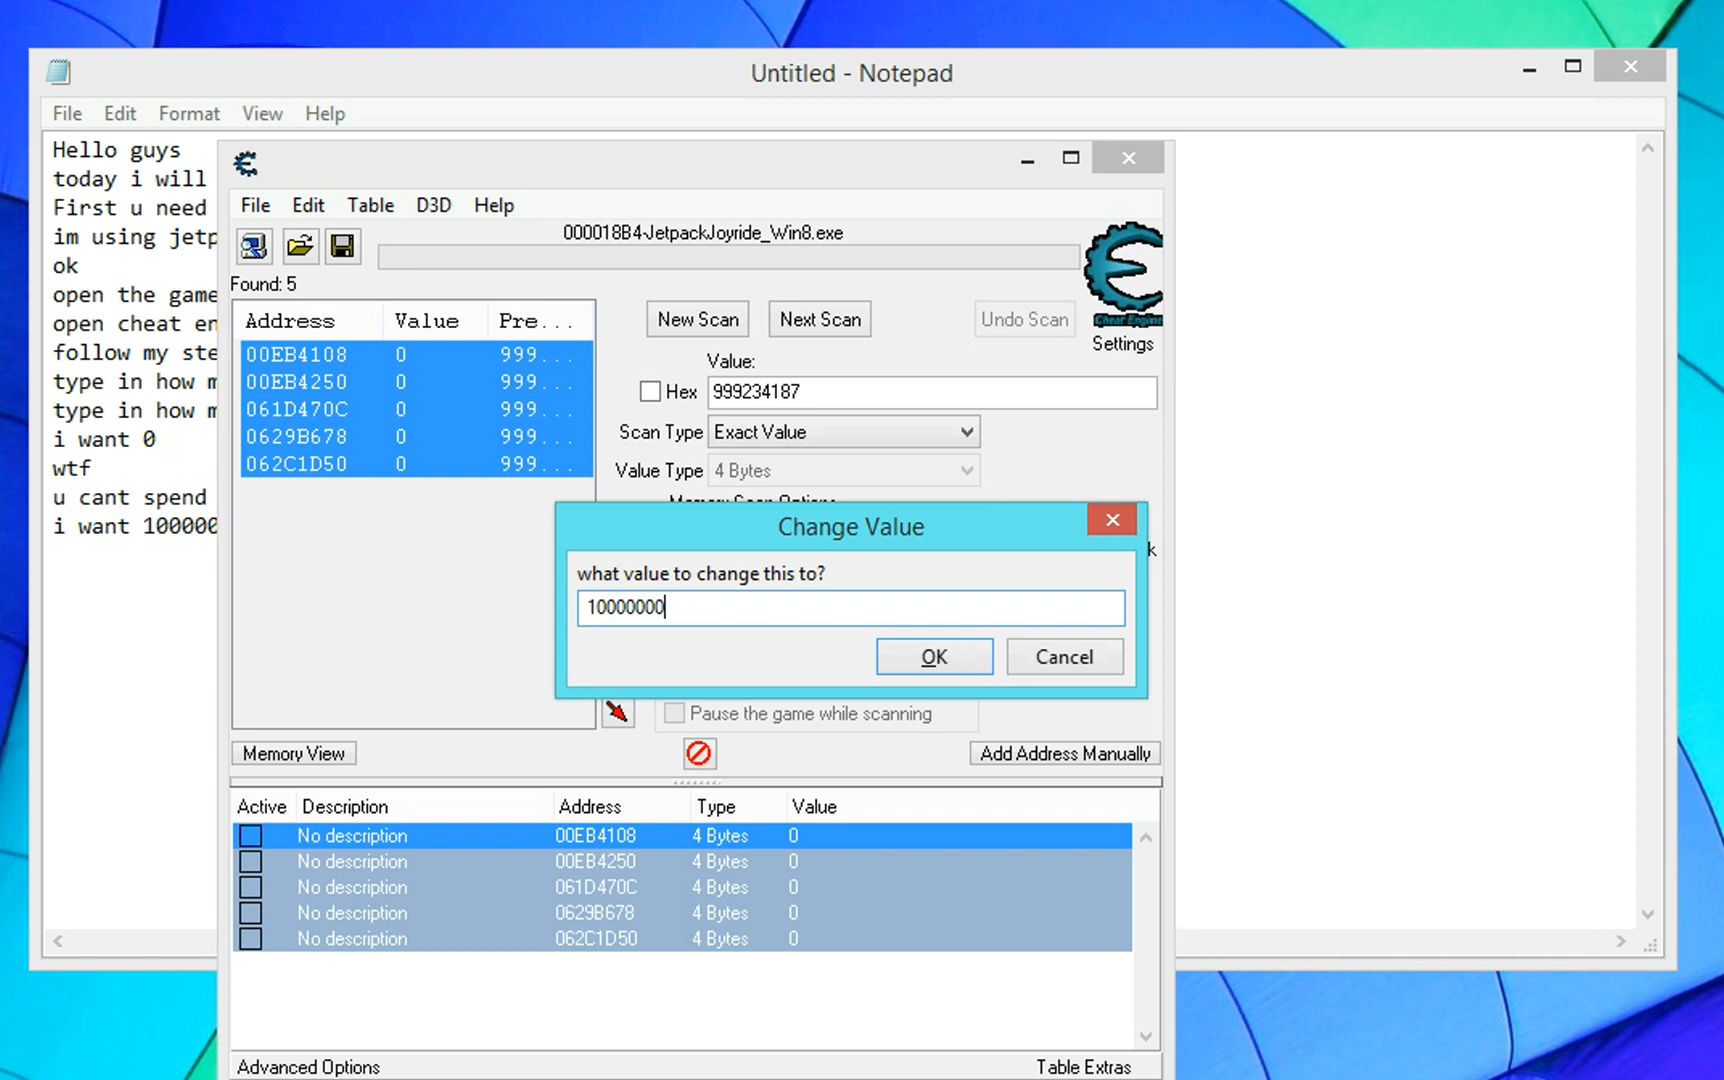 Untitled - Notepad
File Edit Format View Help
Hello guys
today i will
First u need
im using jetp
ok
open the game
open cheat en
follow my ste
type in how m
type in how m
i want 0
wtf
u cant spend
i want 100000
File Edit Table D3D Help
000018B4-JetpackJoyride_Win8.exe
Found: 5
Address Value Pre...
00EB4108 0 999...
00EB4250 0 999...
061D470C 0 999...
0629B678 0 999...
062C1D50 0 999...
New Scan Next Scan Undo Scan
Cheat Engine
Settings
Value:
Hex 999234187
Scan Type Exact Value
Value Type 4 Bytes
Memory Scan Options
k
Change Value
what value to change this to?
10000000
OK Cancel
Pause the game while scanning
Memory View Add Address Manually
Active Description Address Type Value
No description 00EB4108 4 Bytes 0
No description 00EB4250 4 Bytes 0
No description 061D470C 4 Bytes 0
No description 0629B678 4 Bytes 0
No description 062C1D50 4 Bytes 0
Advanced Options Table Extras